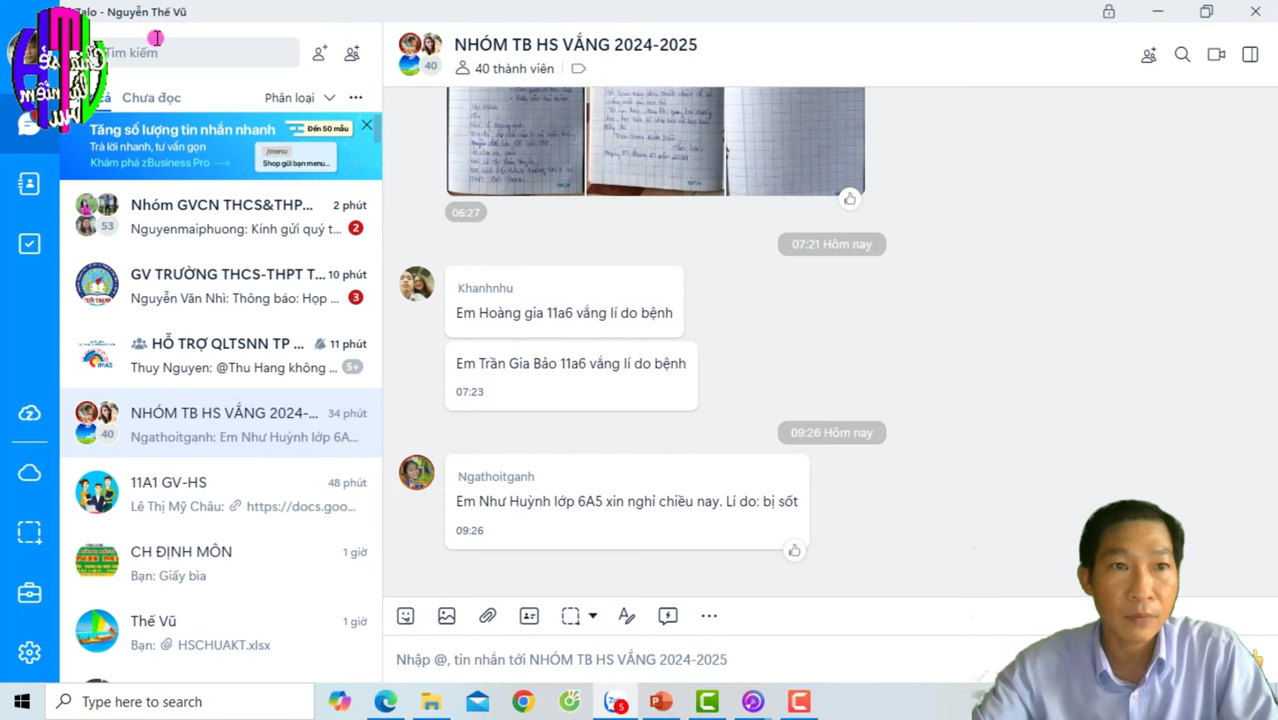 Zalo - Nguyễn Thế Vũ
Tìm kiếm
Chưa đọc
Phân loại
Tăng số lượng tin nhắn nhanh
Trả lời nhanh, tư vấn gọn
Khám phá zBusiness Pro
Đến 50 mẫu
/menu
Shop gửi bạn menu...
Nhóm GVCN THCS&THP...
2 phút
53
Nguyenmaiphuong: Kính gửi quý t...
2
GV TRƯỜNG THCS-THPT T...
10 phút
Nguyễn Văn Nhì: Thông báo: Họp ...
3
HỖ TRỢ QLTSNN TP ...
11 phút
Thuy Nguyen: @Thu Hang không ...
5+
NHÓM TB HS VẮNG 2024-...
34 phút
40
Ngathoitganh: Em Như Huỳnh lớp 6A...
11A1 GV-HS
48 phút
Lê Thị Mỹ Châu: https://docs.goo...
CH ĐỊNH MÔN
1 giờ
Bạn: Giấy bìa
Thế Vũ
1 giờ
Bạn: HSCHUAKT.xlsx
NHÓM TB HS VẮNG 2024-2025
40
40 thành viên
06:27
07:21 Hôm nay
Khanhnhu
Em Hoàng gia 11a6 vắng lí do bệnh
Em Trần Gia Bảo 11a6 vắng lí do bệnh
07:23
09:26 Hôm nay
Ngathoitganh
Em Như Huỳnh lớp 6A5 xin nghỉ chiều nay. Lí do: bị sốt
09:26
Nhập @, tin nhắn tới NHÓM TB HS VẮNG 2024-2025
Type here to search
5